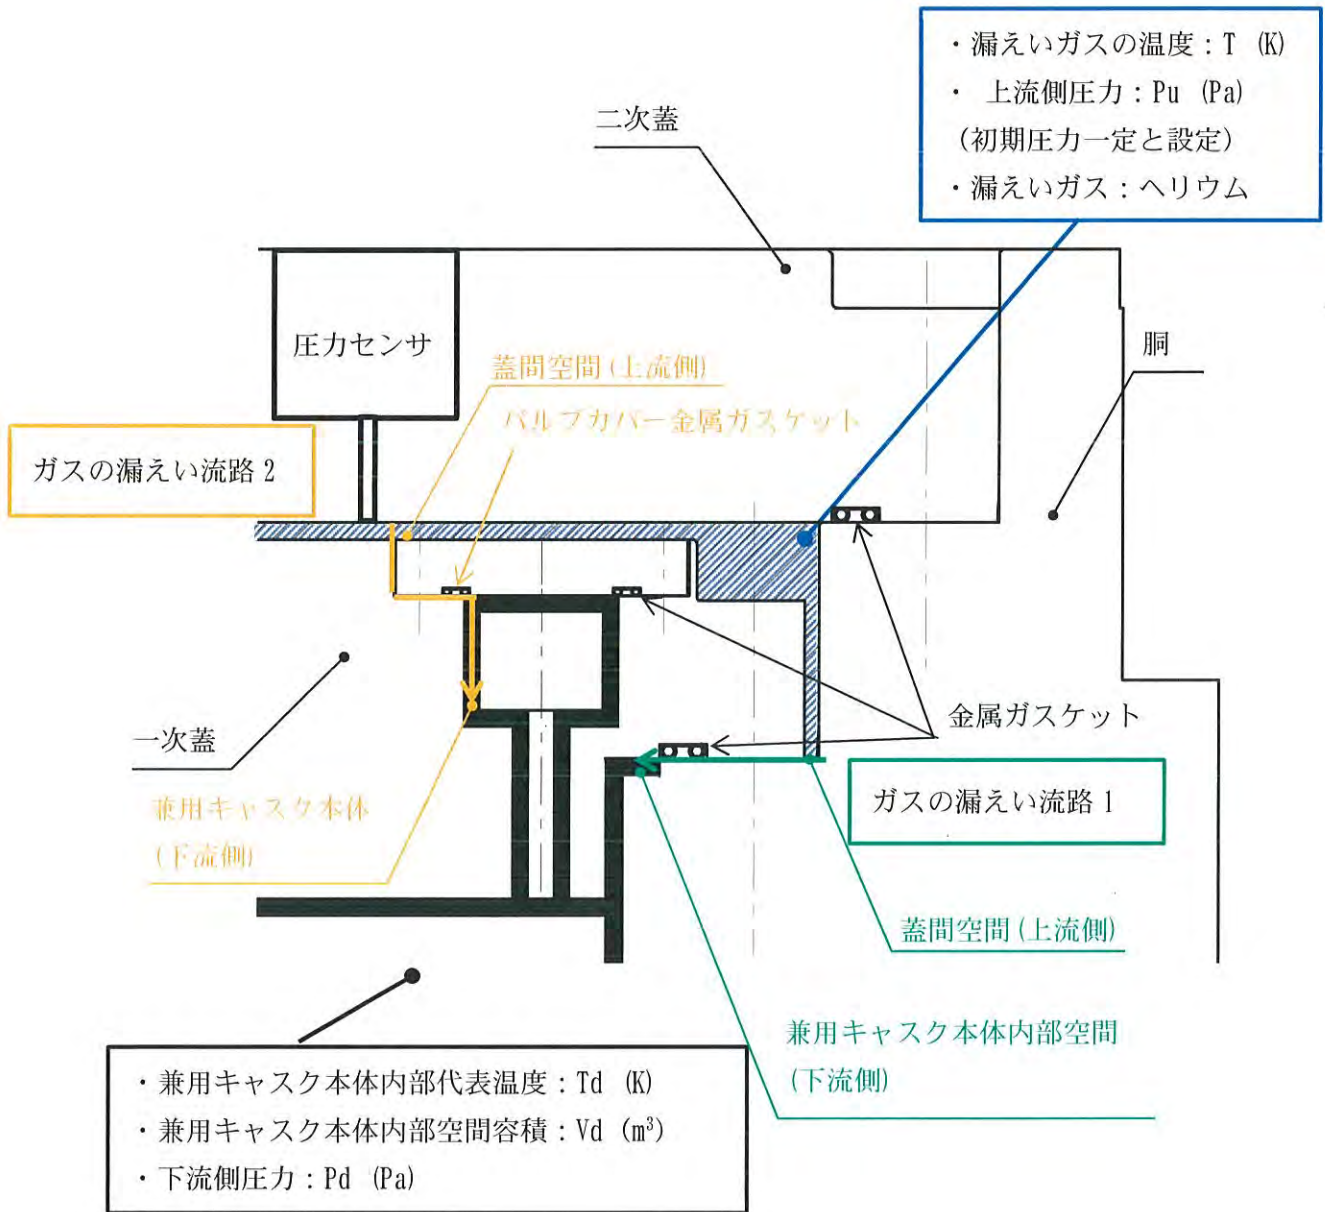 ・漏えいガスの温度：T (K)
・ 上流側圧力：Pu (Pa)
（初期圧力一定と設定）
・漏えいガス：ヘリウム
二次蓋
圧力センサ
胴
蓋間空間(上流側)
バルブカバー金属ガスケット
ガスの漏えい流路 2
金属ガスケット
一次蓋
ガスの漏えい流路 1
兼用キャスク本体
(下流側)
蓋間空間(上流側)
兼用キャスク本体内部空間
(下流側)
・兼用キャスク本体内部代表温度：Td (K)
・兼用キャスク本体内部空間容積：Vd (m³)
・下流側圧力：Pd (Pa)